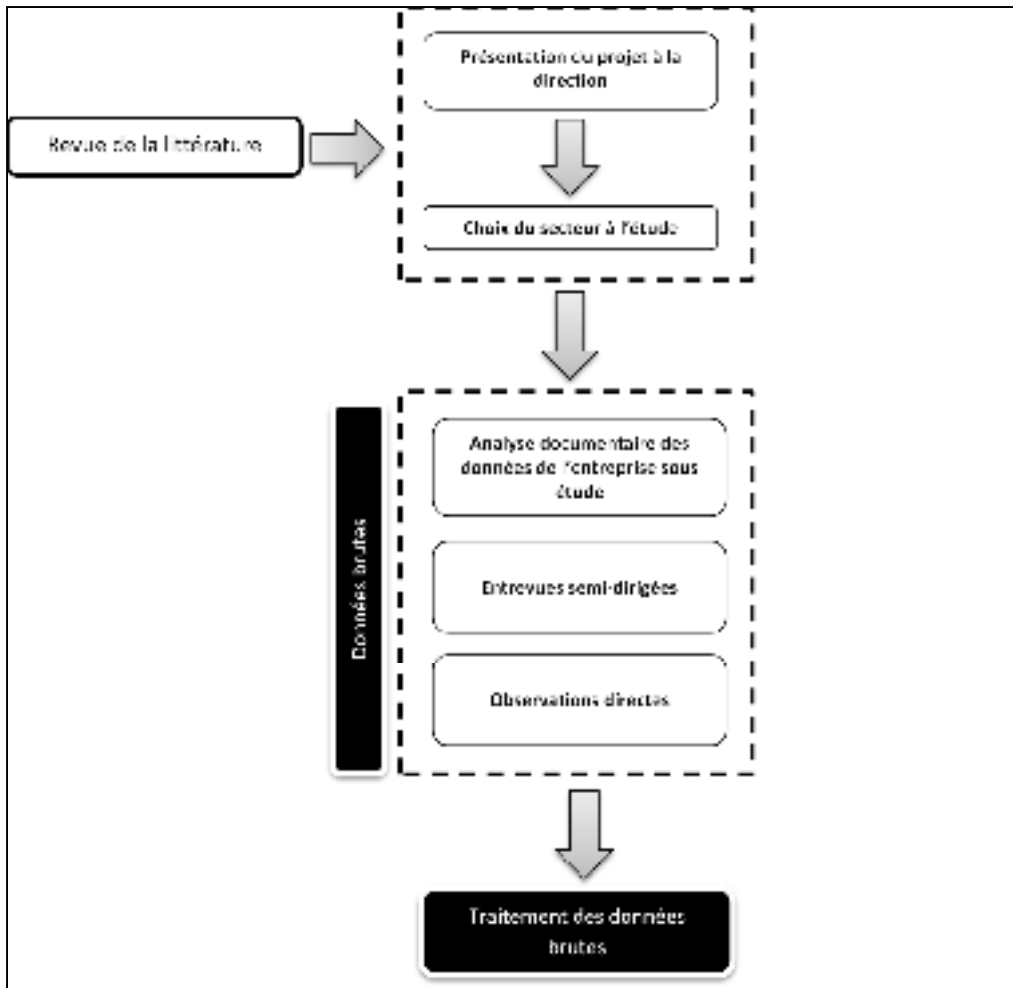 Présentation du projet à la
direction
Revue de la littérature
Choix du secteur à l'étude
Données brutes
Analyse documentaire des
données de l'entreprise sous
étude
Entrevues semi-dirigées
Observations directes
Traitement des données
brutes